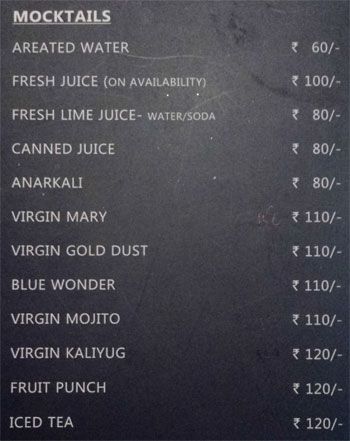 MOCKTAILS
AREATED WATER ₹ 60/-
FRESH JUICE (ON AVAILABILITY) ₹ 100/-
FRESH LIME JUICE- WATER/SODA ₹ 80/-
CANNED JUICE ₹ 80/-
ANARKALI ₹ 80/-
VIRGIN MARY ₹ 110/-
VIRGIN GOLD DUST ₹ 110/-
BLUE WONDER ₹ 110/-
VIRGIN MOJITO ₹ 110/-
VIRGIN KALIYUG ₹ 120/-
FRUIT PUNCH ₹ 120/-
ICED TEA ₹ 120/-